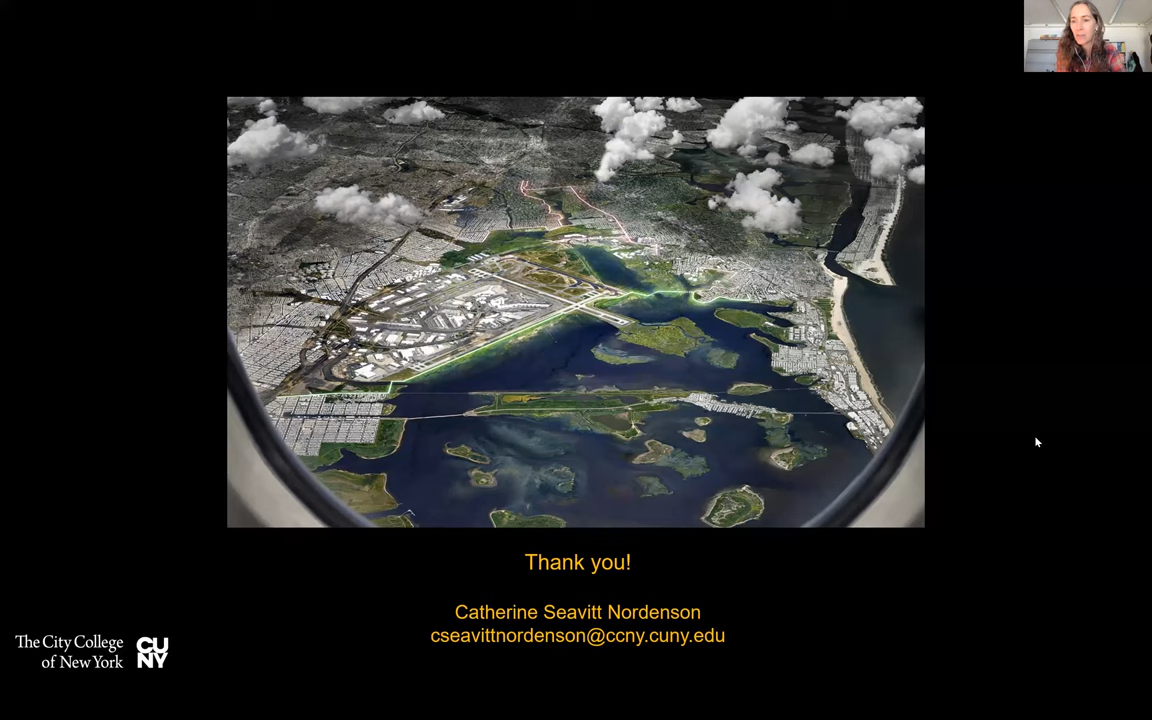 Thank you!
Catherine Seavitt Nordenson
cseavittnordenson@ccny.cuny.edu
The City College
of New York
CU
NY